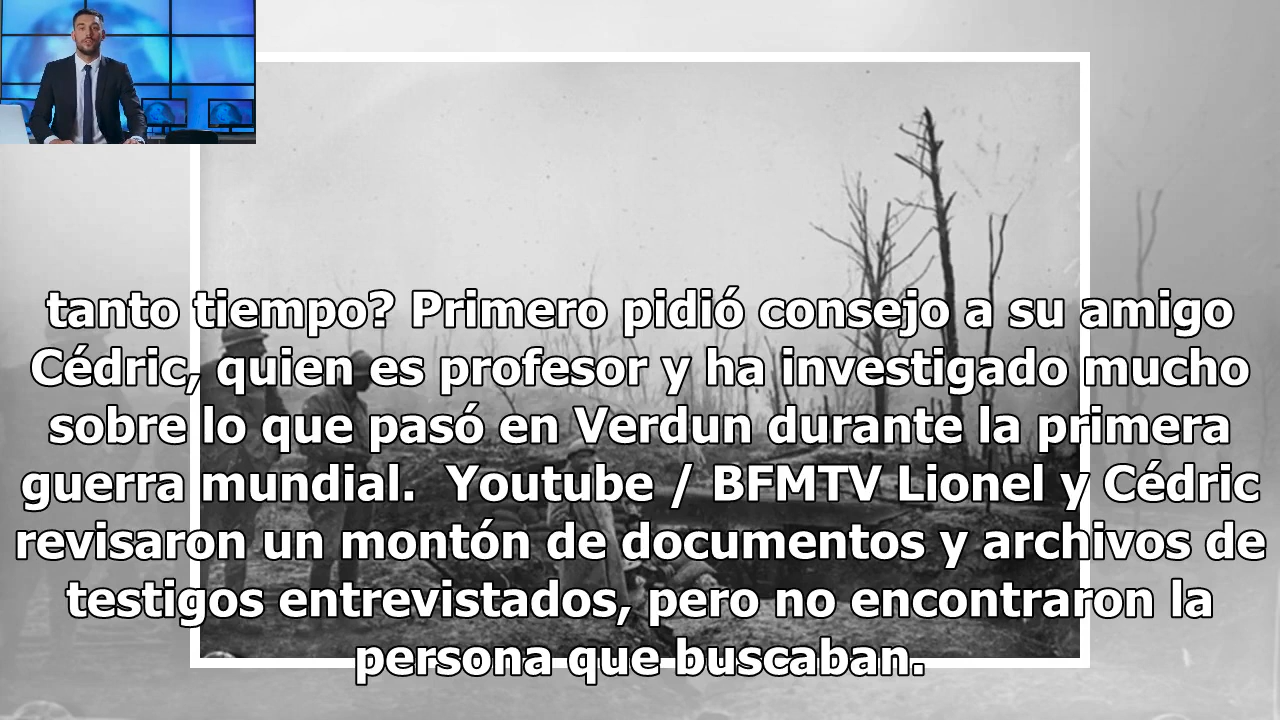 tanto tiempo? Primero pidió consejo a su amigo
Cédric, quien es profesor y ha investigado mucho
sobre lo que pasó en Verdun durante la primera
guerra mundial.  Youtube / BFMTV Lionel y Cédric
revisaron un montón de documentos y archivos de
testigos entrevistados, pero no encontraron la
persona que buscaban.